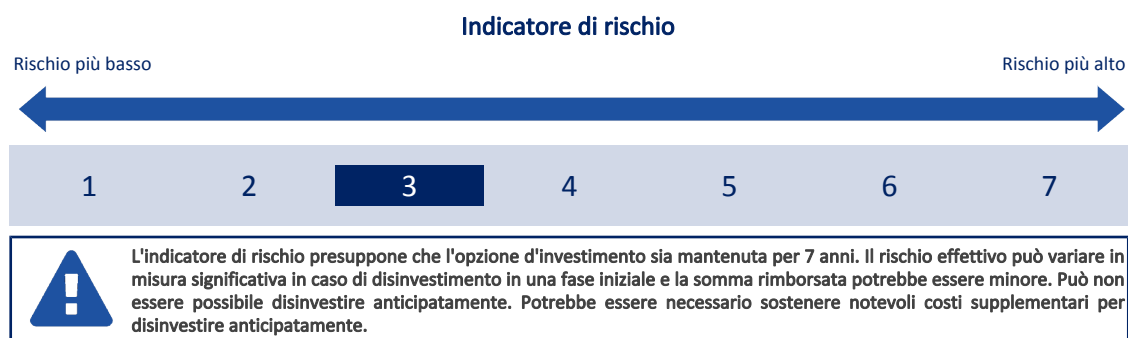 Indicatore di rischio
Rischio più basso
Rischio più alto
1 2 3 4 5 6 7
L'indicatore di rischio presuppone che l'opzione d'investimento sia mantenuta per 7 anni. Il rischio effettivo può variare in
misura significativa in caso di disinvestimento in una fase iniziale e la somma rimborsata potrebbe essere minore. Può non
essere possibile disinvestire anticipatamente. Potrebbe essere necessario sostenere notevoli costi supplementari per
disinvestire anticipatamente.